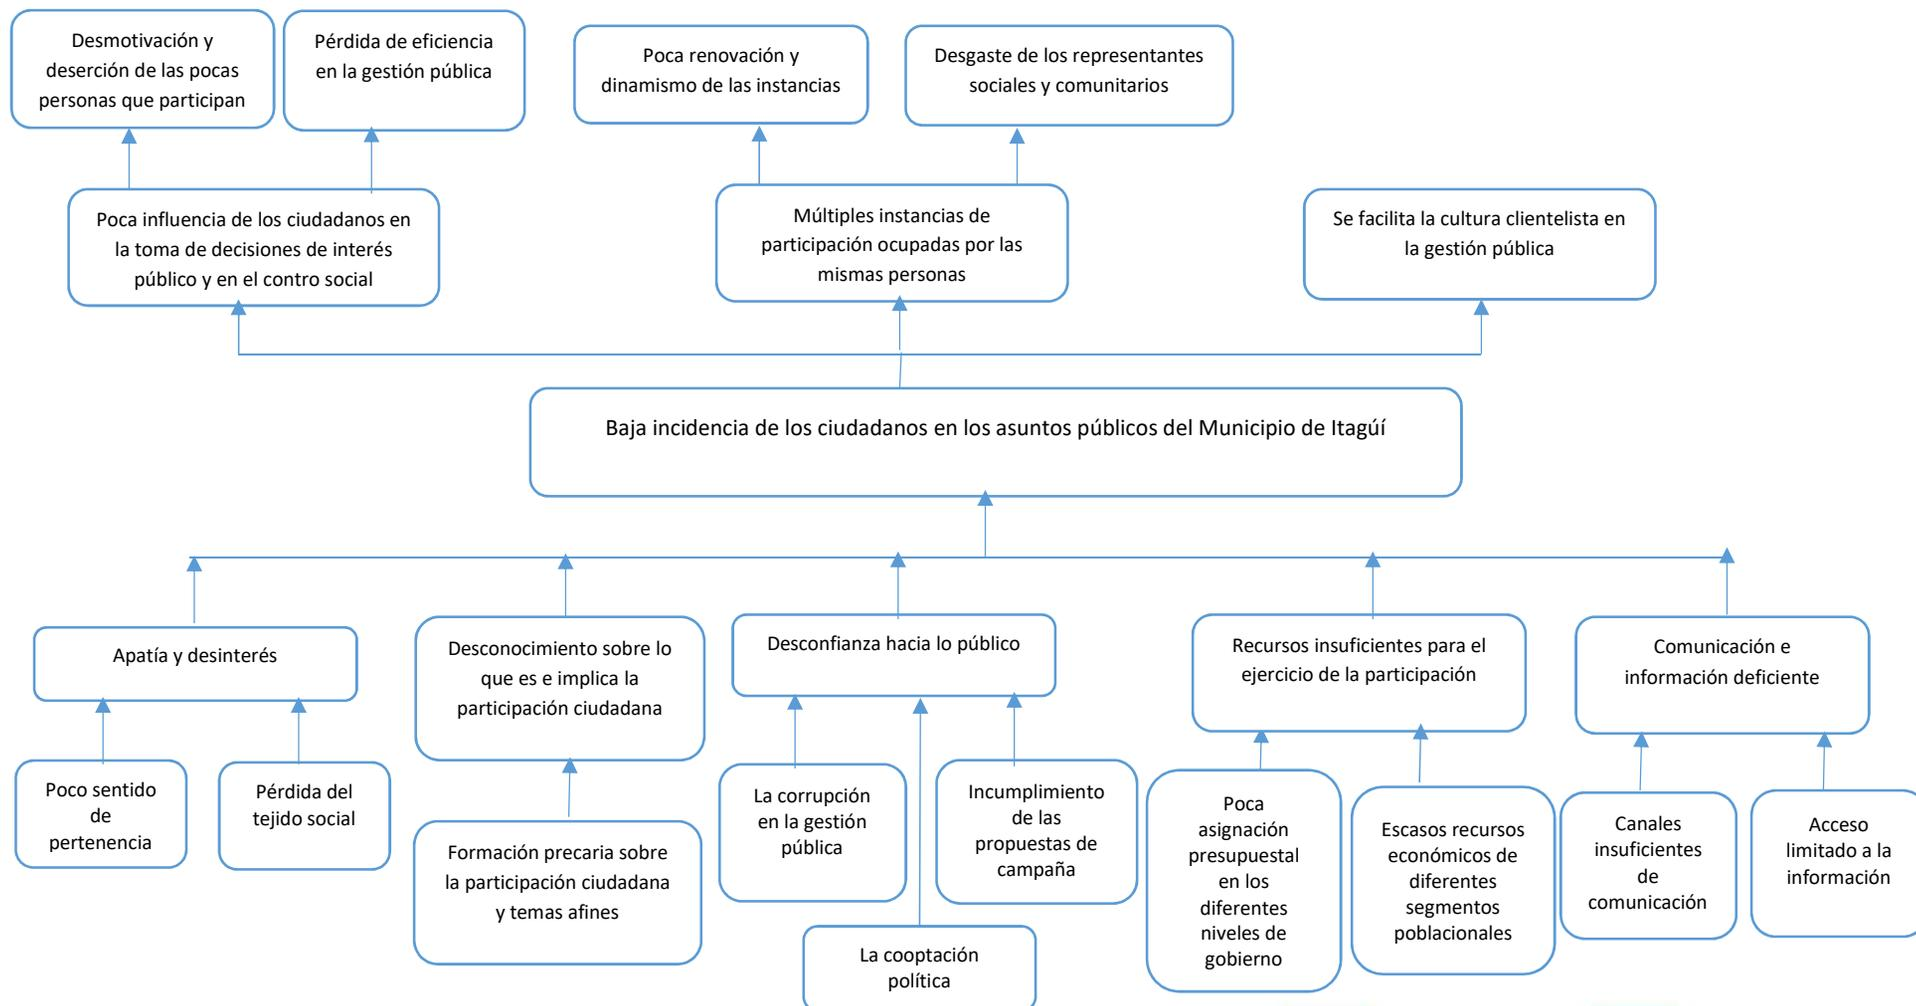 Desmotivación y
deserción de las pocas
personas que participan
Pérdida de eficiencia
en la gestión pública
Poca renovación y
dinamismo de las instancias
Desgaste de los representantes
sociales y comunitarios
Poca influencia de los ciudadanos en
la toma de decisiones de interés
público y en el contro social
Múltiples instancias de
participación ocupadas por las
mismas personas
Se facilita la cultura clientelista en
la gestión pública
Baja incidencia de los ciudadanos en los asuntos públicos del Municipio de Itagúí
Apatía y desinterés
Desconocimiento sobre lo
que es e implica la
participación ciudadana
Desconfianza hacia lo público
Recursos insuficientes para el
ejercicio de la participación
Comunicación e
información deficiente
Poco sentido
de
pertenencia
Pérdida del
tejido social
Formación precaria sobre
la participación ciudadana
y temas afines
La corrupción
en la gestión
pública
La cooptación
política
Incumplimiento
de las
propuestas de
campaña
Poca
asignación
presupuestal
en los
diferentes
niveles de
gobierno
Escasos recursos
económicos de
diferentes
segmentos
poblacionales
Canales
insuficientes
de
comunicación
Acceso
limitado a la
información